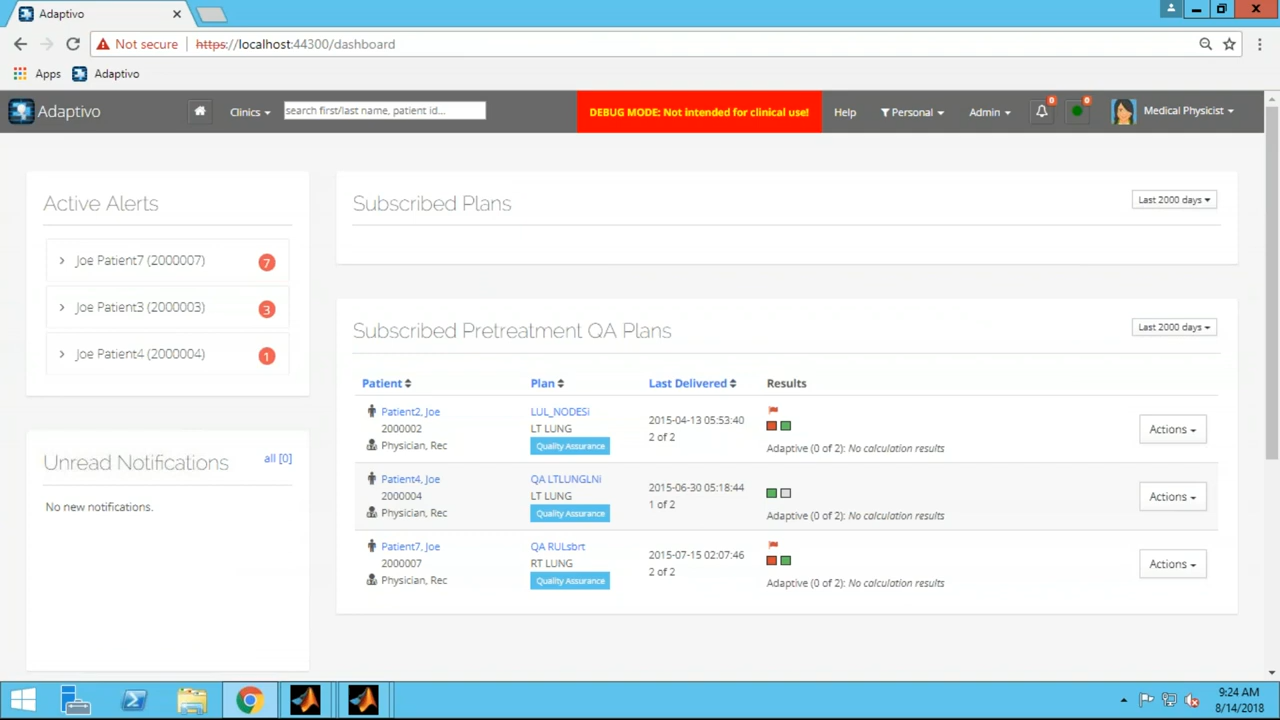 Adaptivo
Not secure https://localhost:44300/dashboard
Apps Adaptivo
Adaptivo Clinics search first/last name, patient id... DEBUG MODE: Not intended for clinical use! Help Personal Admin 0 0 Medical Physicist
Active Alerts
Joe Patient7 (2000007) 7
Joe Patient3 (2000003) 3
Joe Patient4 (2000004) 1
Unread Notifications all [0]
No new notifications.
Subscribed Plans Last 2000 days
Subscribed Pretreatment QA Plans Last 2000 days
Patient Plan Last Delivered Results
Patient2, Joe LUL_NODESi 2015-04-13 05:53:40
2000002 LT LUNG 2 of 2 Actions
Physician, Rec Quality Assurance Adaptive (0 of 2): No calculation results
Patient4, Joe QA LTLUNGLNi 2015-06-30 05:18:44
2000004 LT LUNG 1 of 2 Actions
Physician, Rec Quality Assurance Adaptive (0 of 2): No calculation results
Patient7, Joe QA RULsbrt 2015-07-15 02:07:46
2000007 RT LUNG 2 of 2 Actions
Physician, Rec Quality Assurance Adaptive (0 of 2): No calculation results
9:24 AM
8/14/2018